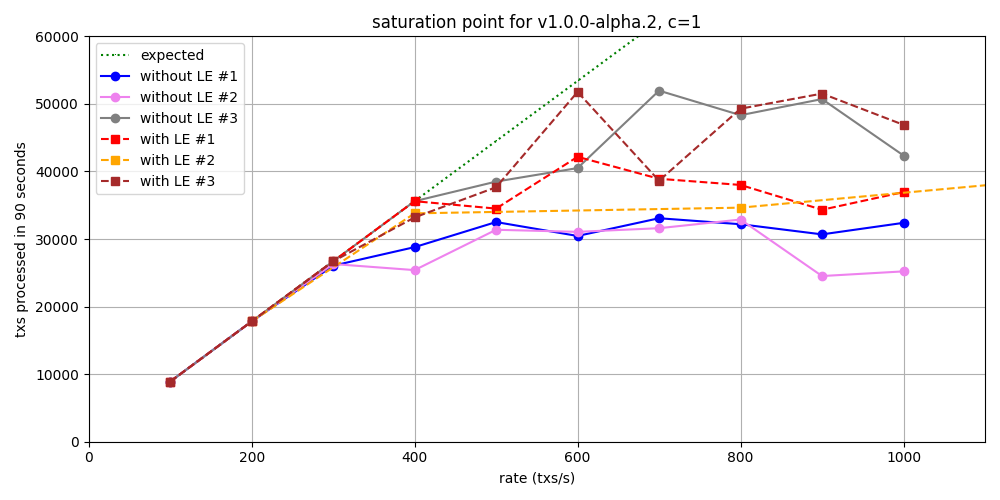 saturation point for v1.0.0-alpha.2, c=1
60000
50000
40000
30000
20000
10000
0
txs processed in 90 seconds
expected
without LE #1
without LE #2
without LE #3
with LE #1
with LE #2
with LE #3
0
200
400
600
800
1000
rate (txs/s)